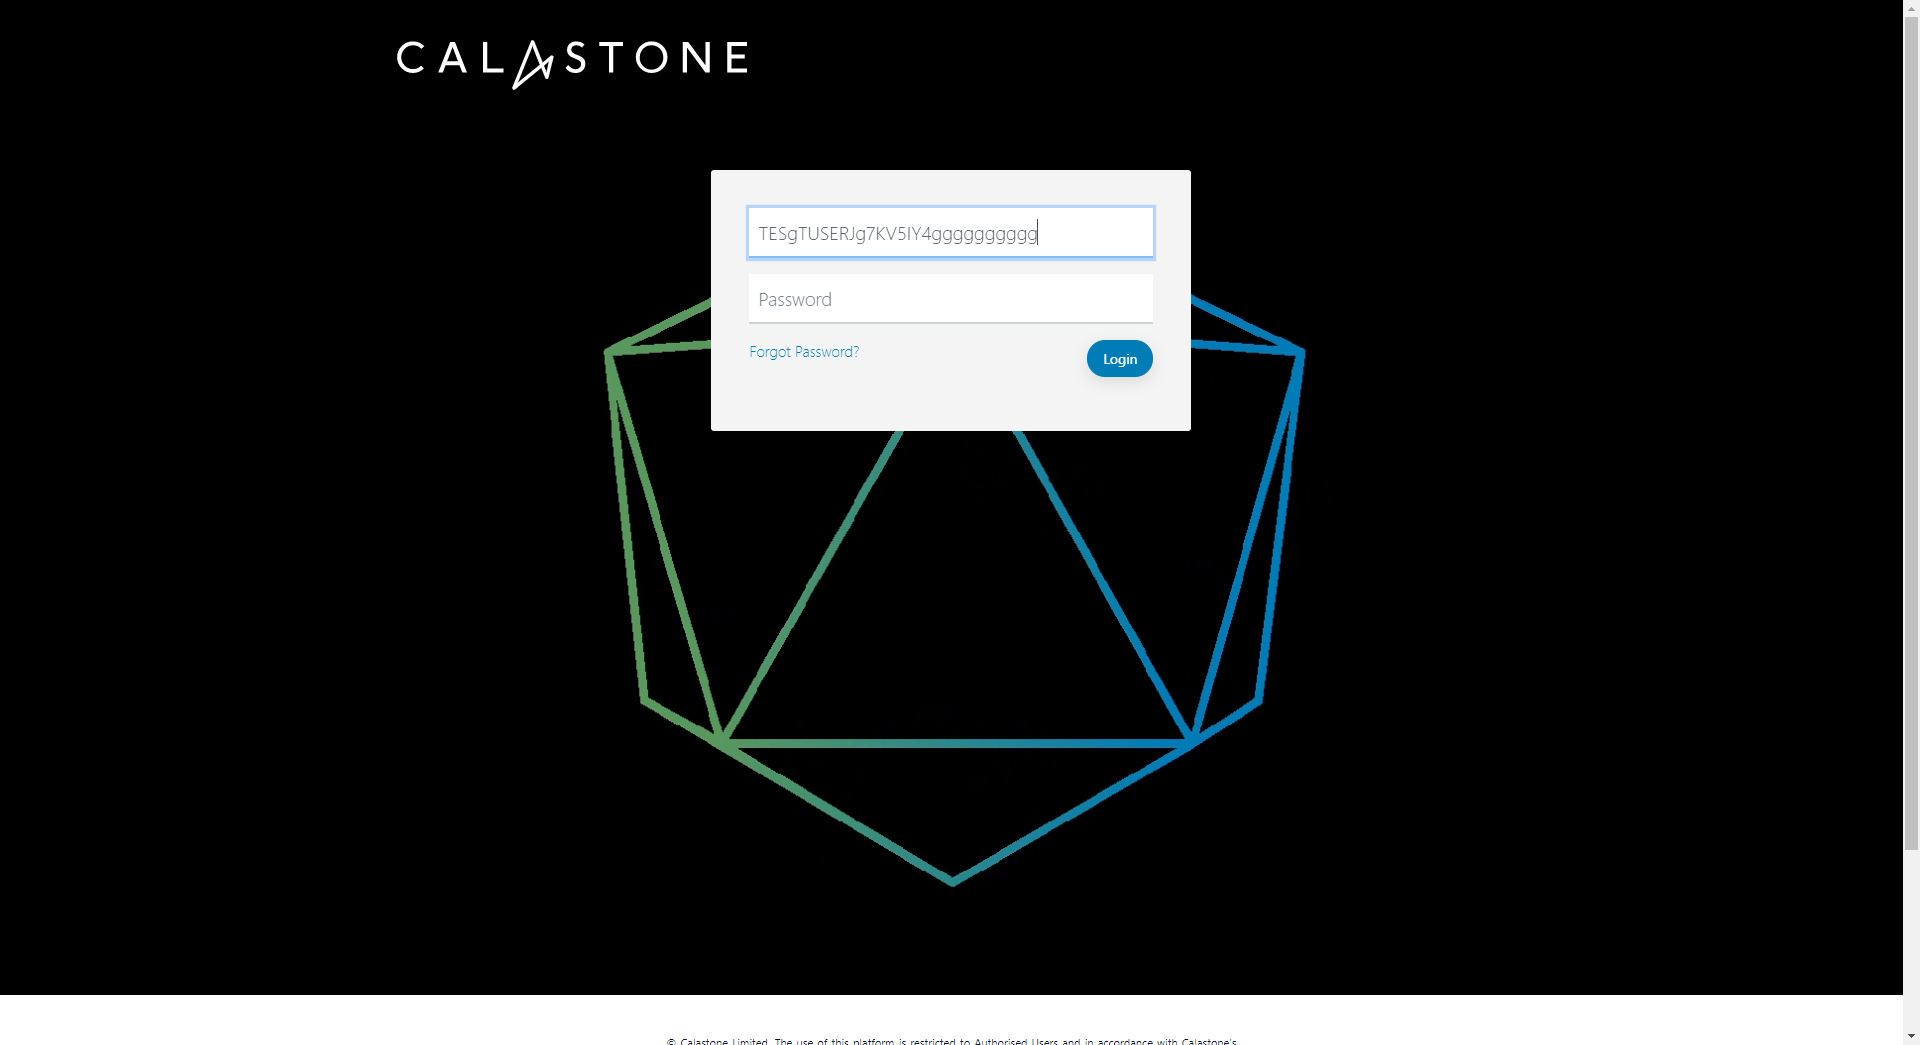 CALASTONE
TESgTUSERJg7KV5IY4gggggggggg
Password
Forgot Password?
Login
© Calastone Limited. The use of this platform is restricted to Authorised Users and in accordance with Calastone's